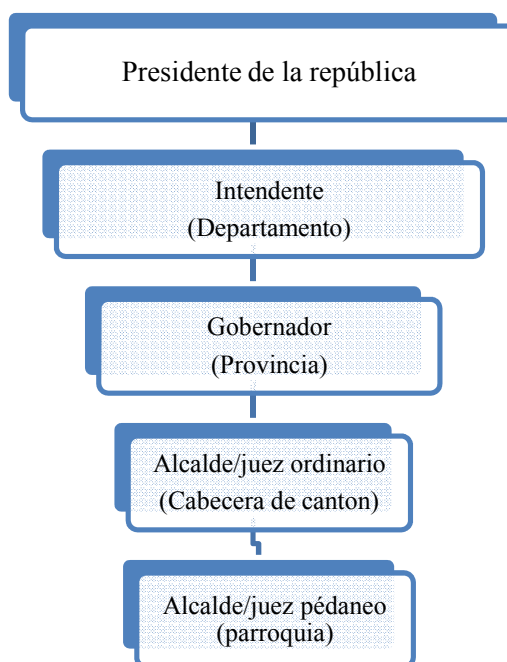 Presidente de la república
Intendente
(Departamento)
Gobernador
(Provincia)
Alcalde/juez ordinario
(Cabecera de canton)
Alcalde/juez pédaneo
(parroquia)